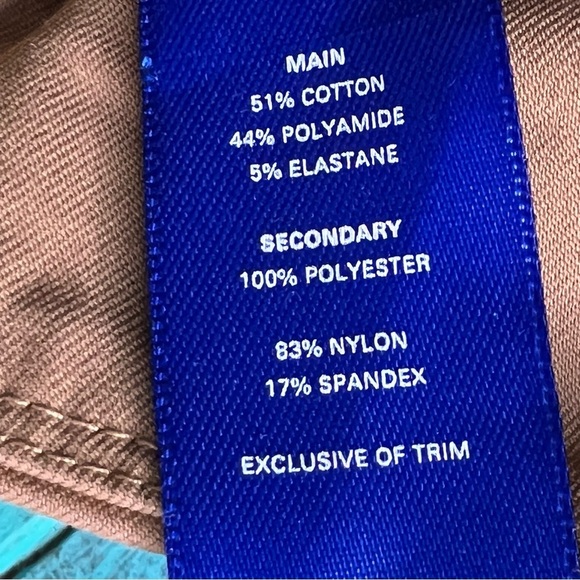 MAIN
51% COTTON
44% POLYAMIDE
5% ELASTANE
SECONDARY
100% POLYESTER
83% NYLON
17% SPANDEX
EXCLUSIVE OF TRIM